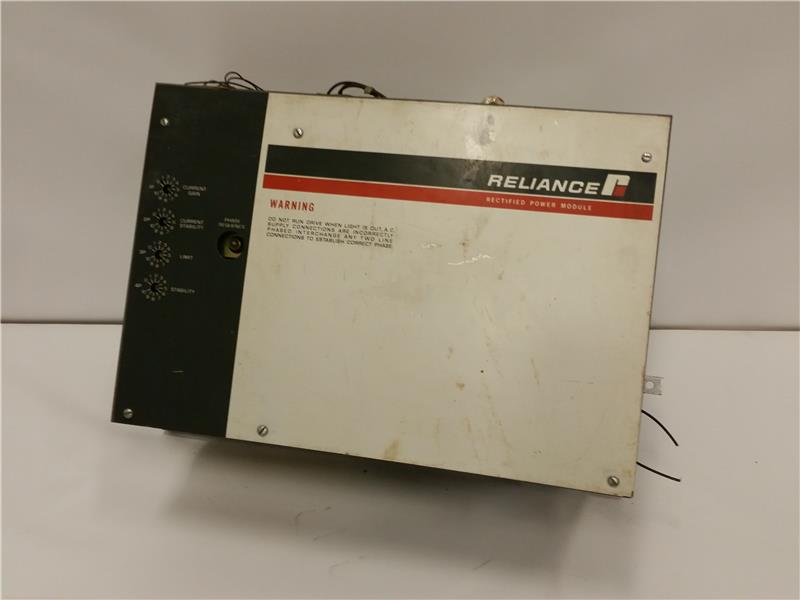 RELIANCE
RECTIFIED POWER MODULE
WARNING
DO NOT RUN DRIVE WHEN LIGHT IS OUT, A.C.
SUPPLY CONNECTIONS ARE INCORRECTLY
PHASED. INTERCHANGE ANY TWO LINE
CONNECTIONS TO ESTABLISH CORRECT PHASE.
CURRENT
GAIN
CURRENT
STABILITY
PHASE
SEQUENCE
LIMIT
STABILITY